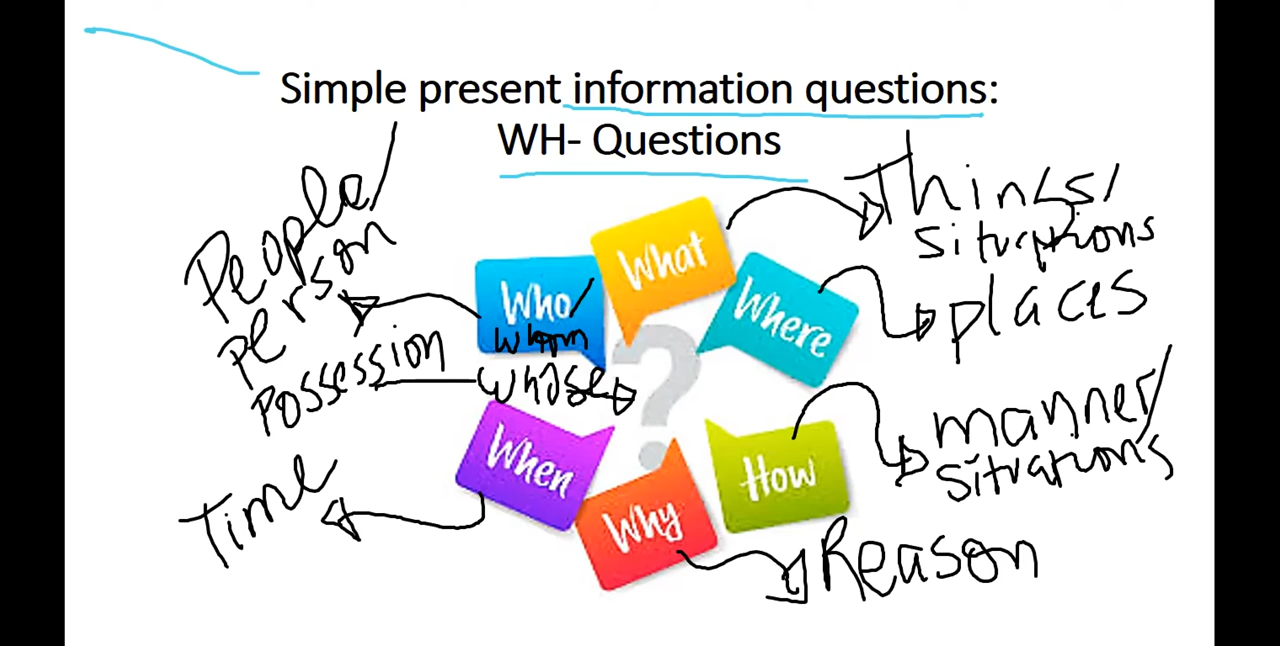 Simple present information questions:
WH- Questions
People/
Person
Possession
Time
Who/
whom
whose
What
Where
When
Why
How
Things/
situations
places
manner/
situations
Reason
?